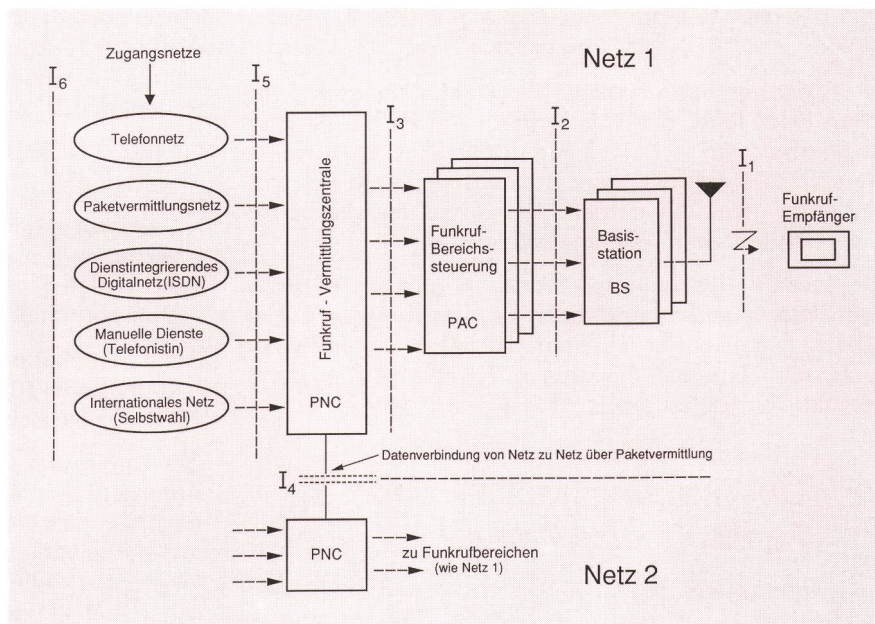 Zugangsnetze
Netz 1
I6
I5
I3
I2
I1
Telefonnetz
Paketvermittlungsnetz
Dienstintegrierendes
Digitalnetz(ISDN)
Manuelle Dienste
(Telefonistin)
Internationales Netz
(Selbstwahl)
Funkruf - Vermittlungszentrale
PNC
Funkruf-
Bereichs-
steuerung
PAC
Basis-
station
BS
Funkruf-
Empfänger
Datenverbindung von Netz zu Netz über Paketvermittlung
I4
PNC
zu Funkrufbereichen
(wie Netz 1)
Netz 2